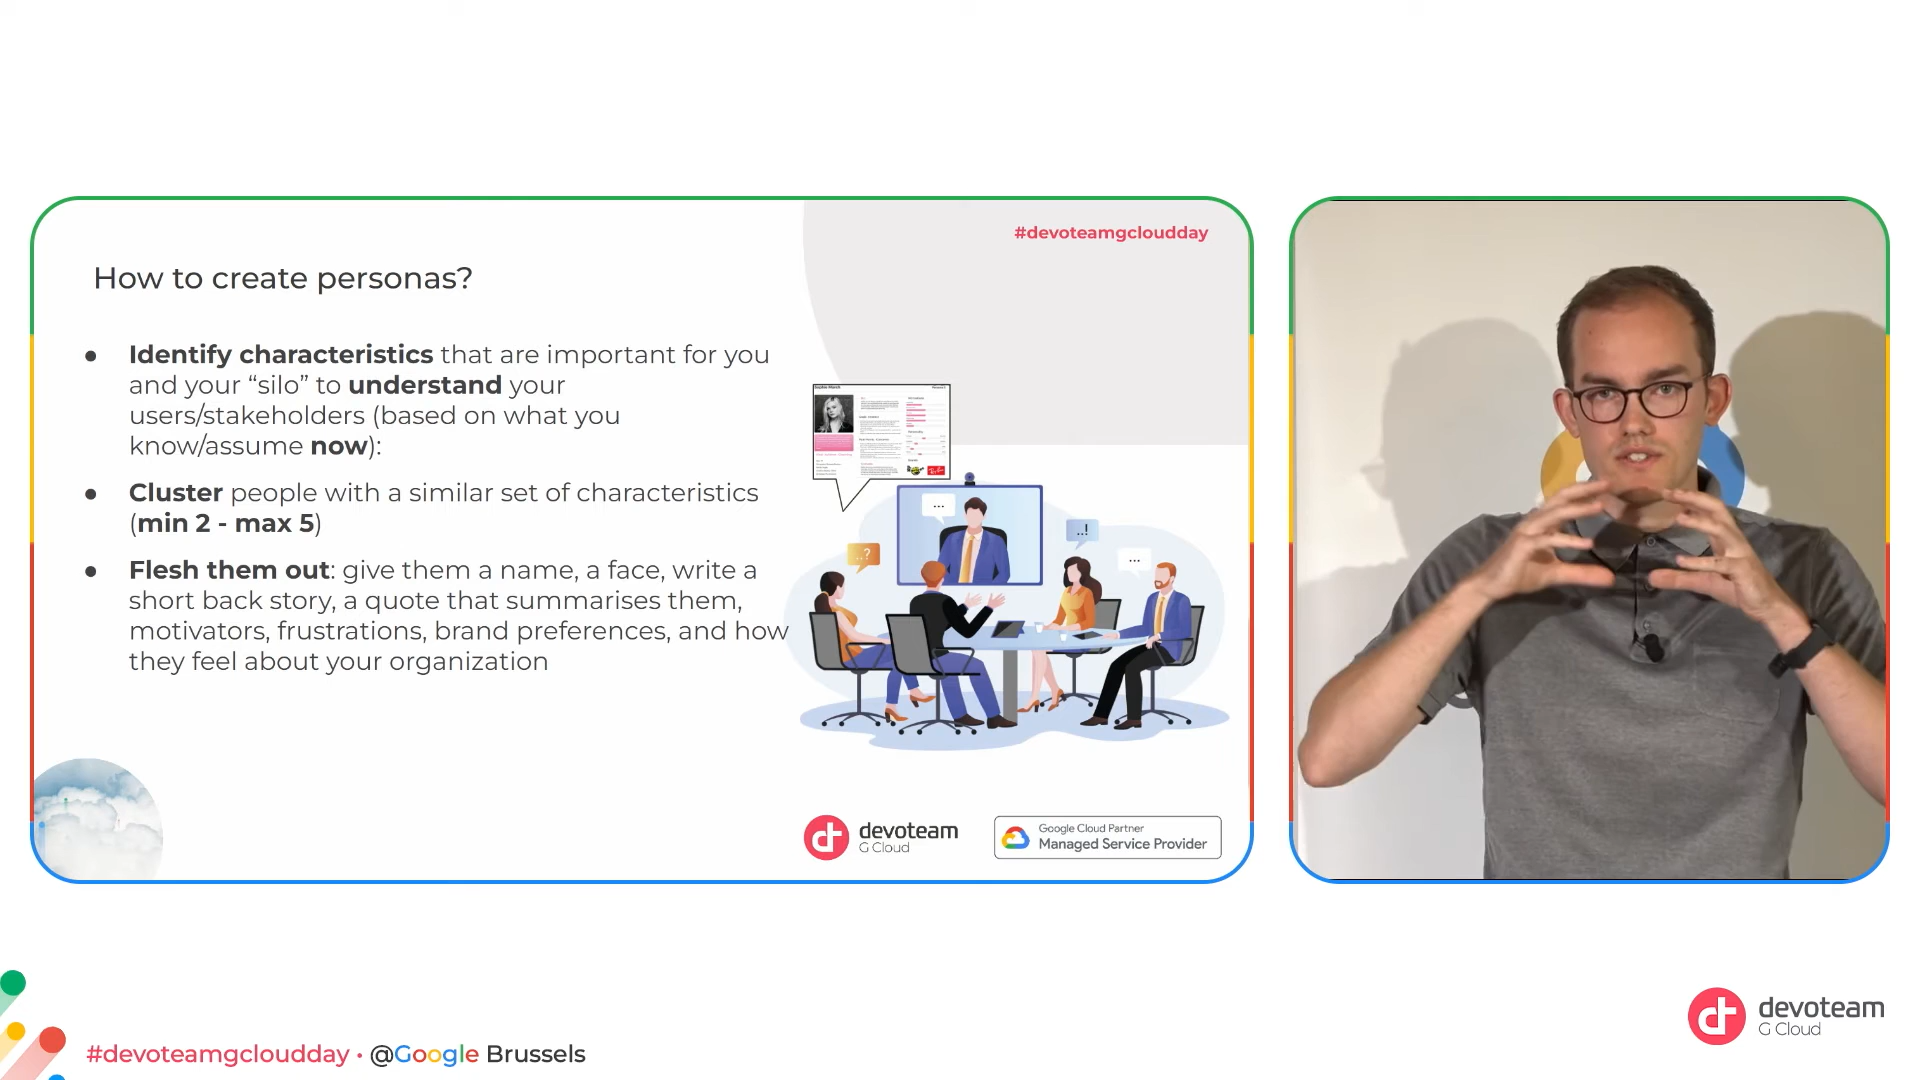 #devoteamgcloudday
How to create personas?
● Identify characteristics that are important for you
and your “silo” to understand your
users/stakeholders (based on what you
know/assume now):
● Cluster people with a similar set of characteristics
(min 2 - max 5)
● Flesh them out: give them a name, a face, write a
short back story, a quote that summarises them,
motivators, frustrations, brand preferences, and how
they feel about your organization
...
..?
..!
...
devoteam
G Cloud
Google Cloud Partner
Managed Service Provider
#devoteamgcloudday • @Google Brussels
devoteam
G Cloud